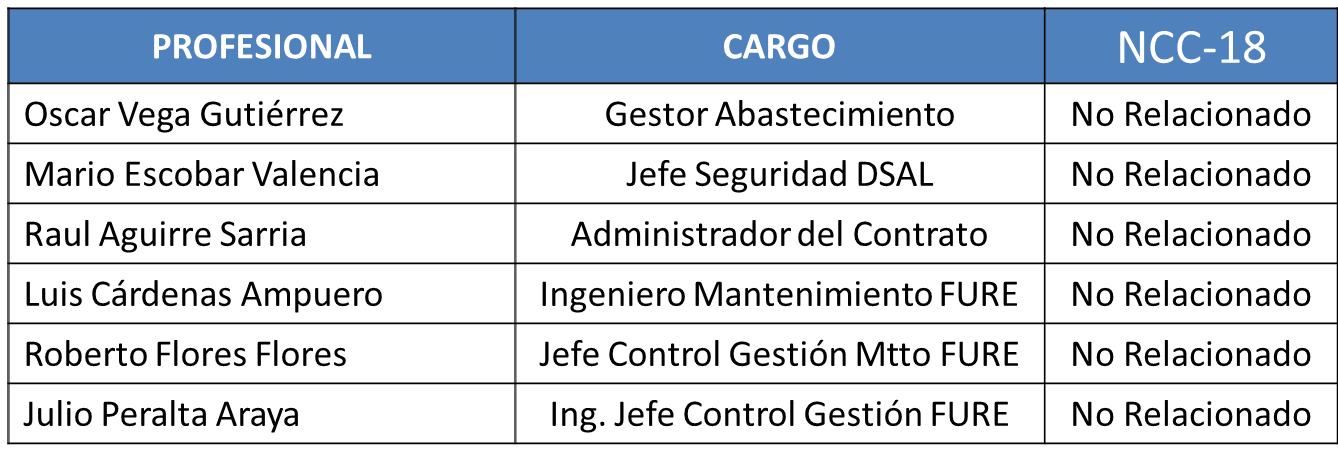 PROFESIONAL CARGO NCC-18
Oscar Vega Gutiérrez Gestor Abastecimiento No Relacionado
Mario Escobar Valencia Jefe Seguridad DSAL No Relacionado
Raul Aguirre Sarria Administrador del Contrato No Relacionado
Luis Cárdenas Ampuero Ingeniero Mantenimiento FURE No Relacionado
Roberto Flores Flores Jefe Control Gestión Mtto FURE No Relacionado
Julio Peralta Araya Ing. Jefe Control Gestión FURE No Relacionado